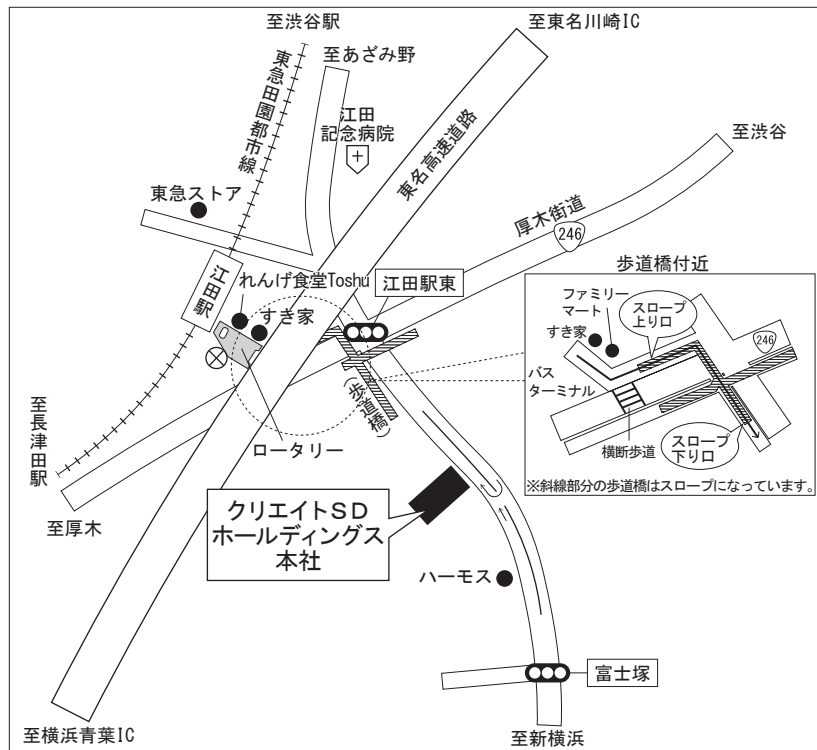 至渋谷駅
至東名川崎IC
至あざみ野
東急田園都市線
江田
記念病院
東名高速道路
至渋谷
東急ストア
厚木街道
246
歩道橋付近
江田駅
れんげ食堂Toshu
すき家
江田駅東
ファミリー
マート
すき家
スロープ
上り口
246
バス
ターミナル
(歩道橋)
横断歩道
スロープ
下り口
※斜線部分の歩道橋はスロープになっています。
至長津田駅
ロータリー
至厚木
クリエイトSD
ホールディングス
本社
ハーモス
富士塚
至横浜青葉IC
至新横浜